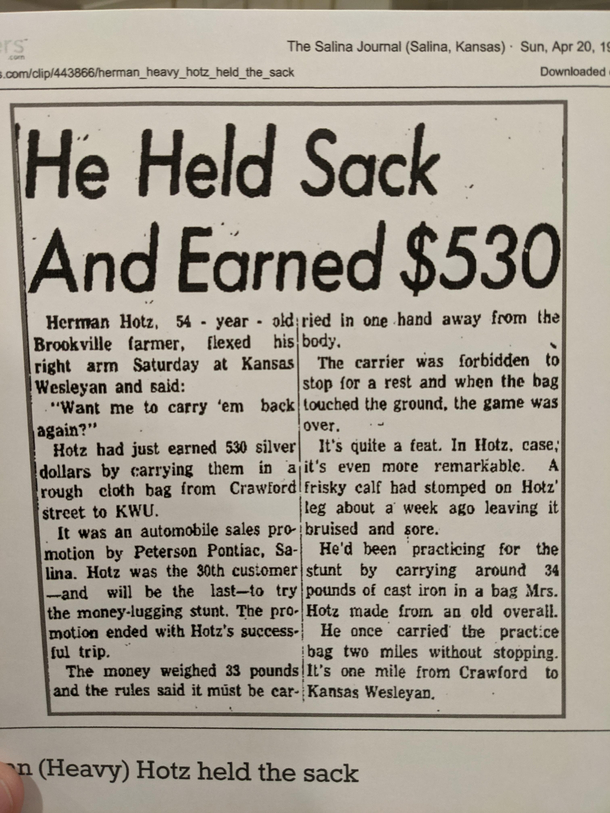 ers
.com
The Salina Journal (Salina, Kansas) · Sun, Apr 20, 19
s.com/clip/443866/herman_heavy_hotz_held_the_sack
Downloaded
He Held Sack
And Earned $530
Herman Hotz, 54 - year - old
Brookville farmer, flexed his
right arm Saturday at Kansas
Wesleyan and said:
"Want me to carry 'em back
again?"
Hotz had just earned 530 silver
dollars by carrying them in a
rough cloth bag from Crawford
street to KWU.
It was an automobile sales pro-
motion by Peterson Pontiac, Sa-
lina. Hotz was the 30th customer
—and will be the last—to try
the money-lugging stunt. The pro-
motion ended with Hotz's success-
ful trip.
The money weighed 33 pounds
and the rules said it must be car-
ried in one hand away from the
body.
The carrier was forbidden to
stop for a rest and when the bag
touched the ground, the game was
over.
It's quite a feat. In Hotz, case,
it's even more remarkable. A
frisky calf had stomped on Hotz'
leg about a week ago leaving it
bruised and sore.
He'd been practicing for the
stunt by carrying around 34
pounds of cast iron in a bag Mrs.
Hotz made from an old overall.
He once carried the practice
bag two miles without stopping.
It's one mile from Crawford to
Kansas Wesleyan.
an (Heavy) Hotz held the sack